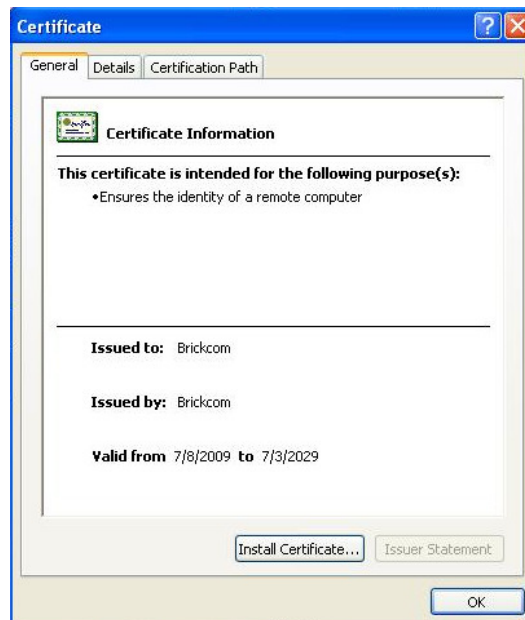 Certificate
General Details Certification Path
Certificate Information
This certificate is intended for the following purpose(s):
•Ensures the identity of a remote computer
Issued to: Brickcom
Issued by: Brickcom
Valid from 7/8/2009 to 7/3/2029
Install Certificate... Issuer Statement
OK